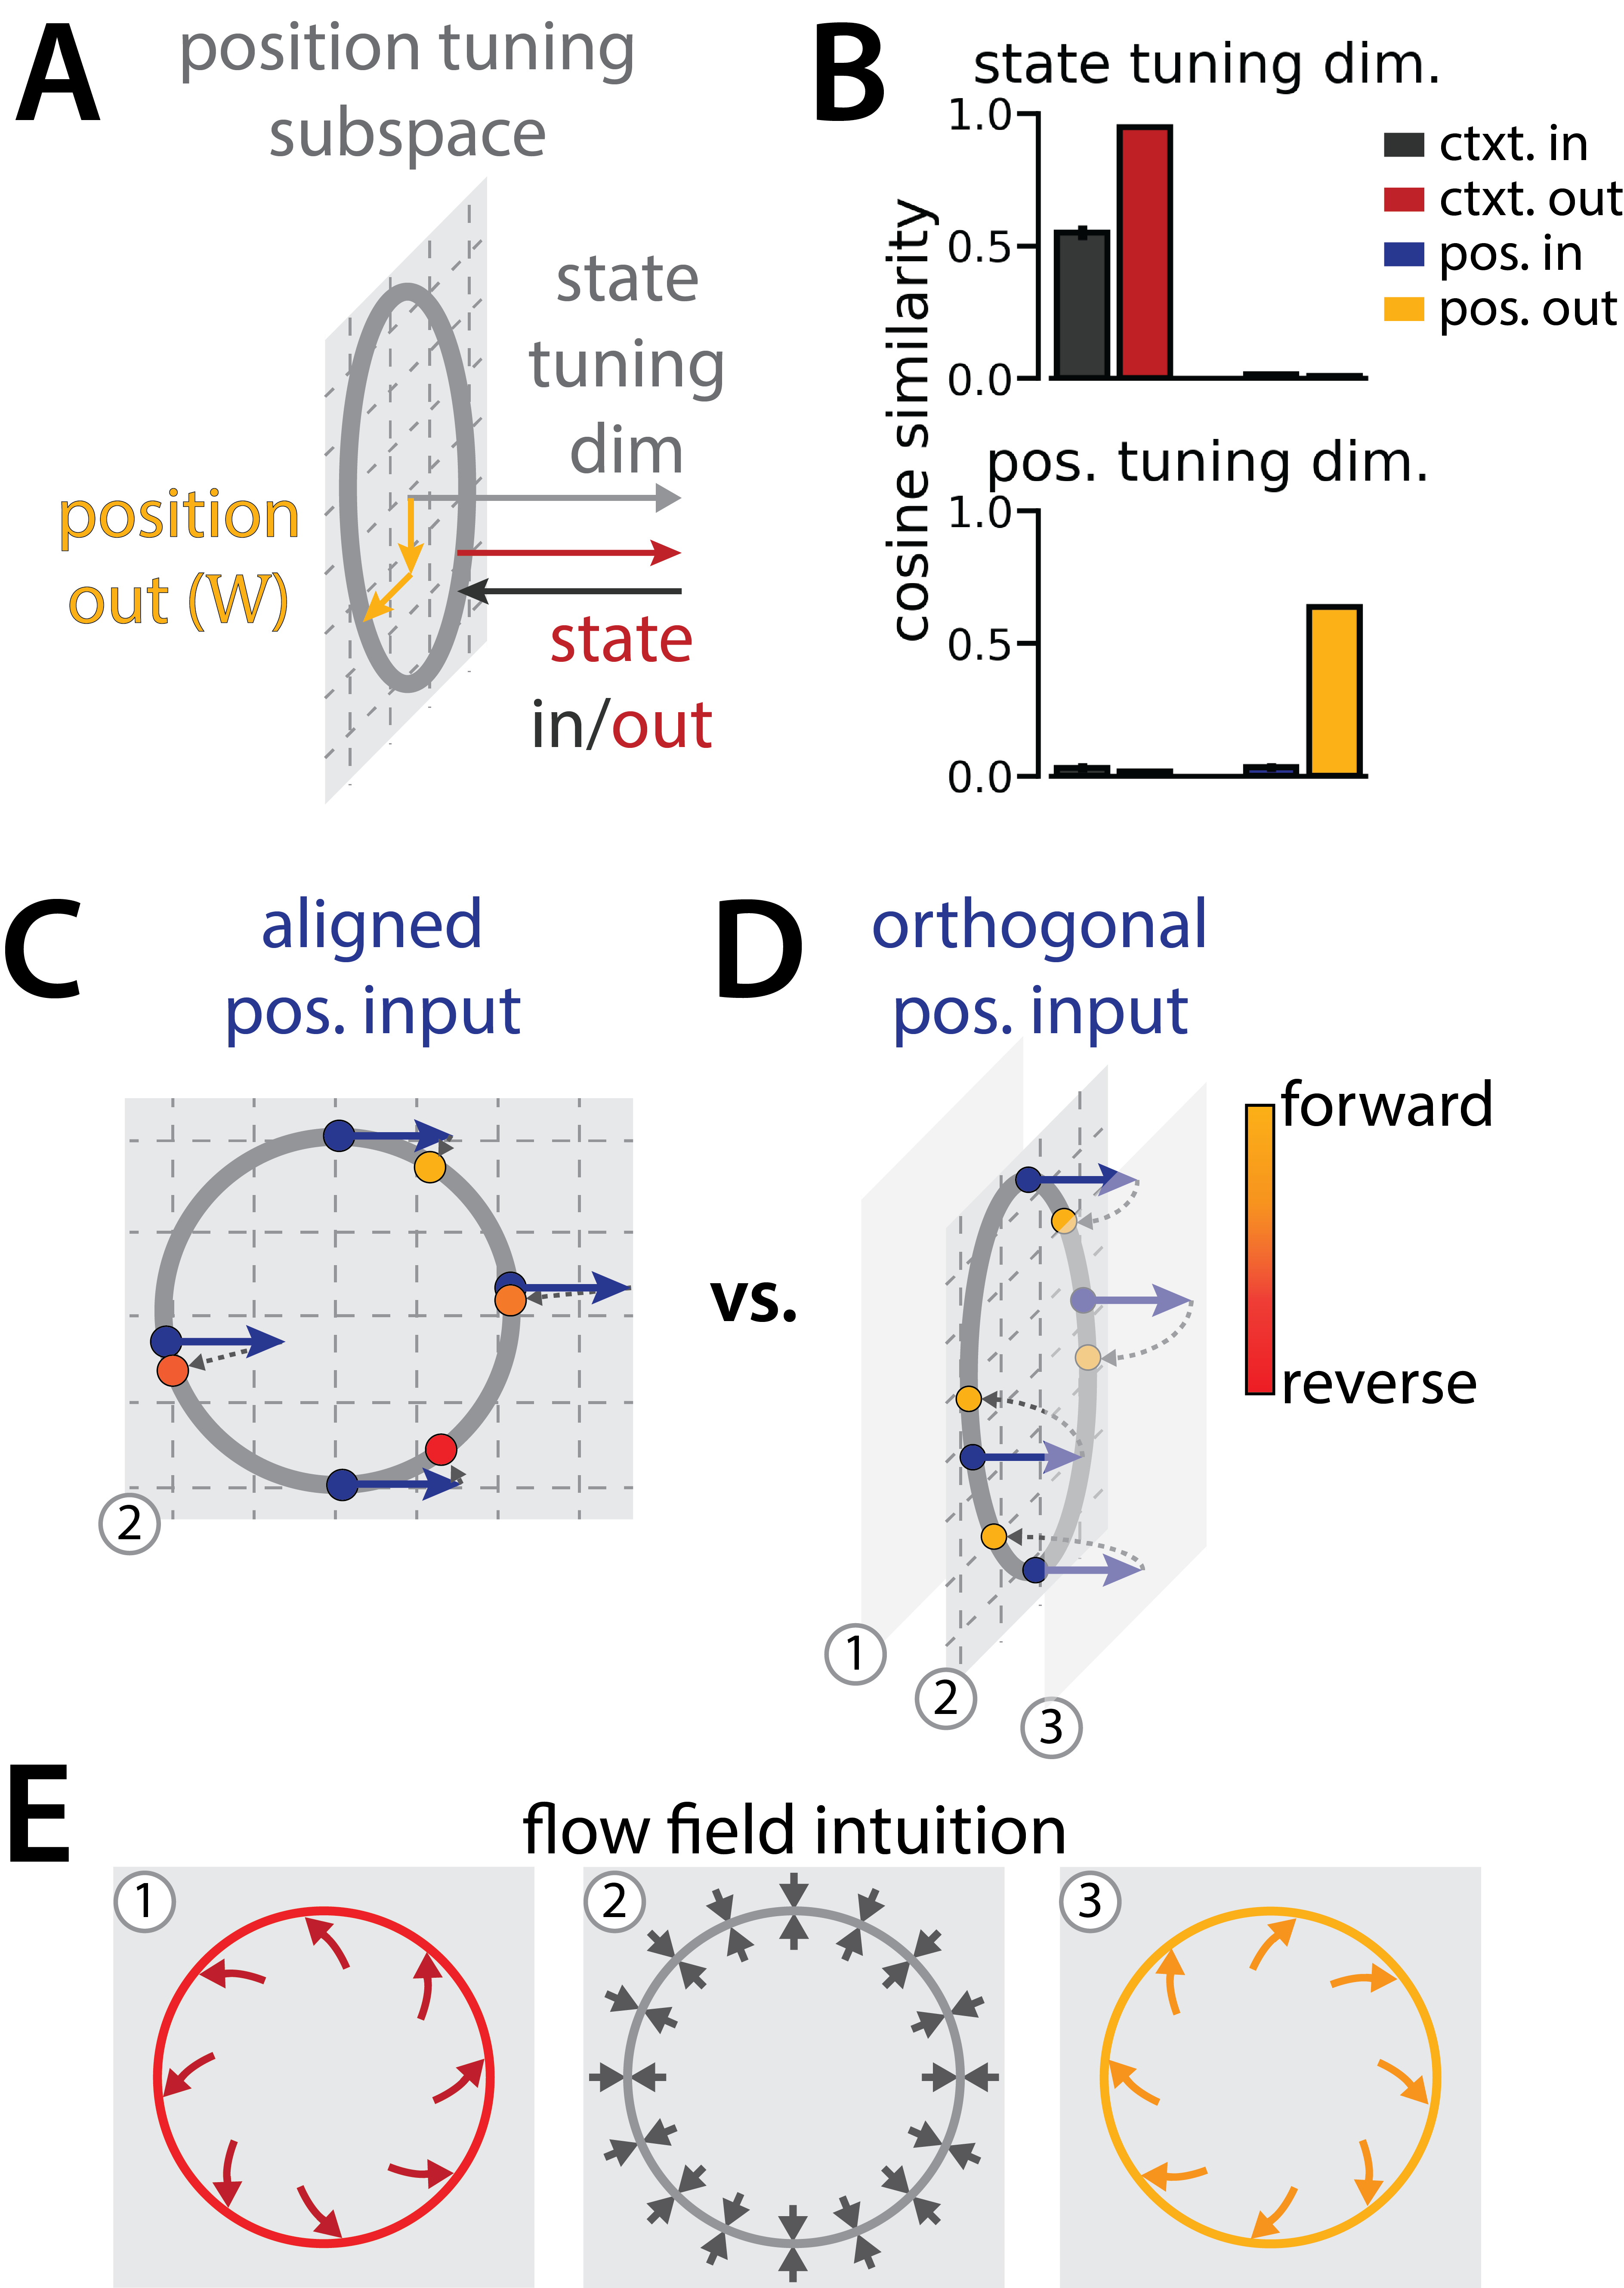 A
position tuning
subspace
state
tuning
dim
position
out (W)
state
in/out
B
state tuning dim.
1.0
0.5
0.0
cosine similarity
ctxt. in
ctxt. out
pos. in
pos. out
pos. tuning dim.
1.0
0.5
0.0
C
aligned
pos. input
2
vs.
D
orthogonal
pos. input
forward
reverse
1
2
3
E
flow field intuition
1
2
3